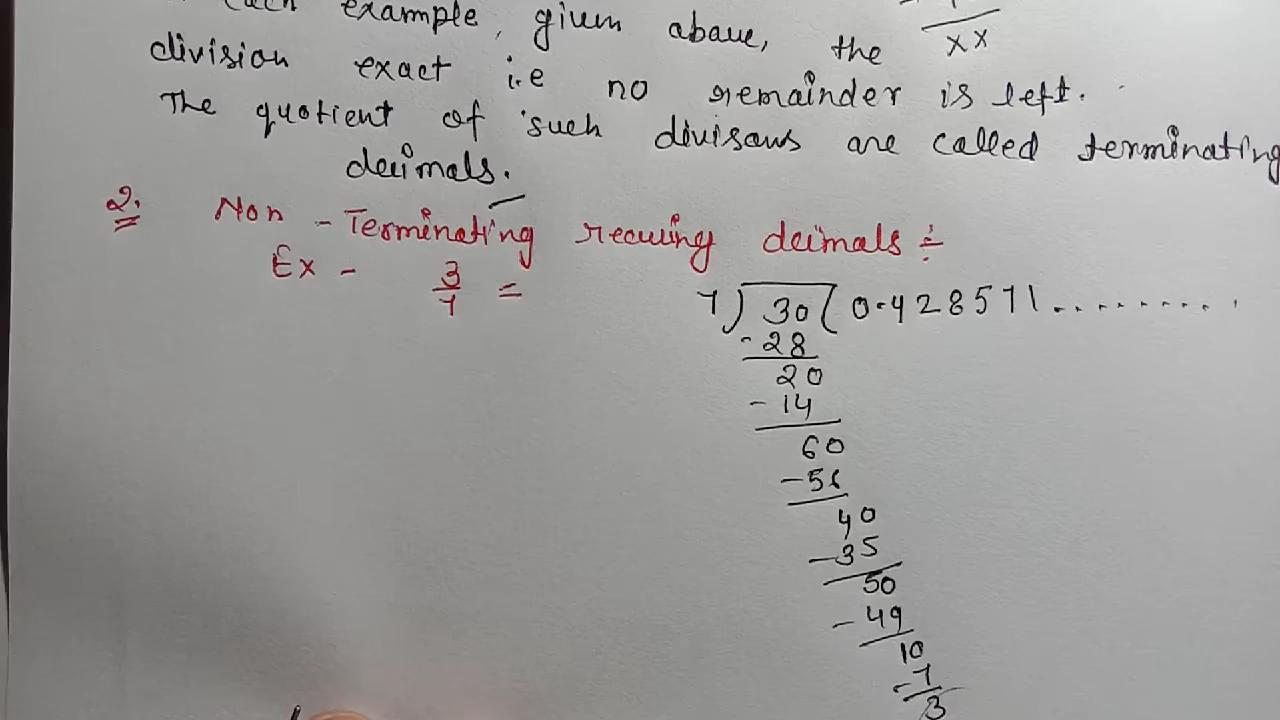 example, given above, the
division exact i.e no remainder is left.
The quotient of such divisons are called terminating
decimals.
2. Non - Terminating recuring decimals ÷
Ex - 3/7 =
7) 30 (0.428571.........
- 28
20
- 14
60
- 56
40
- 35
50
- 49
10
- 7
3
xx